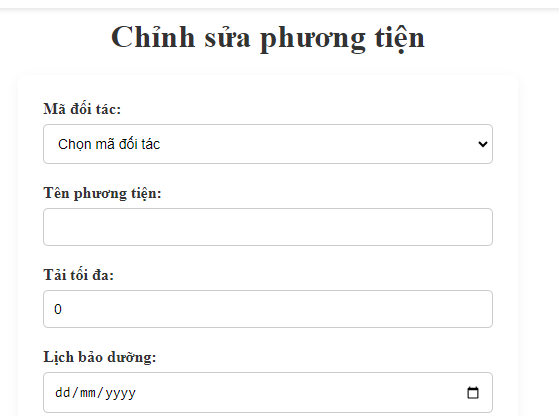 Chỉnh sửa phương tiện
Mã đối tác:
Chọn mã đối tác
Tên phương tiện:
Tải tối đa:
0
Lịch bảo dưỡng:
dd/mm/yyyy